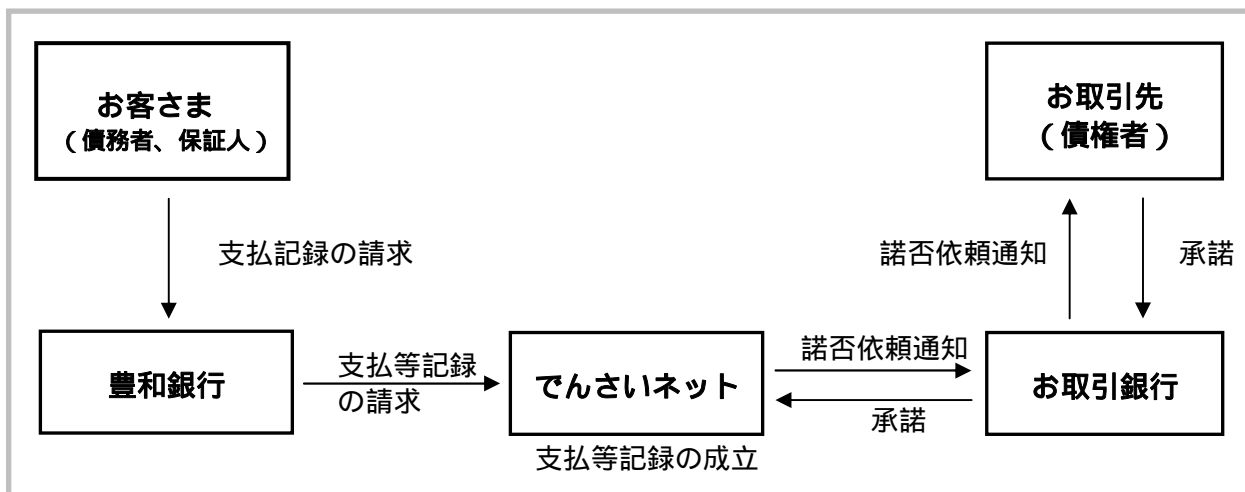 お客さま
（債務者、保証人）
お取引先
（債権者）
支払記録の請求
諾否依頼通知
承諾
豊和銀行
支払等記録
の請求
でんさいネット
諾否依頼通知
承諾
お取引銀行
支払等記録の成立